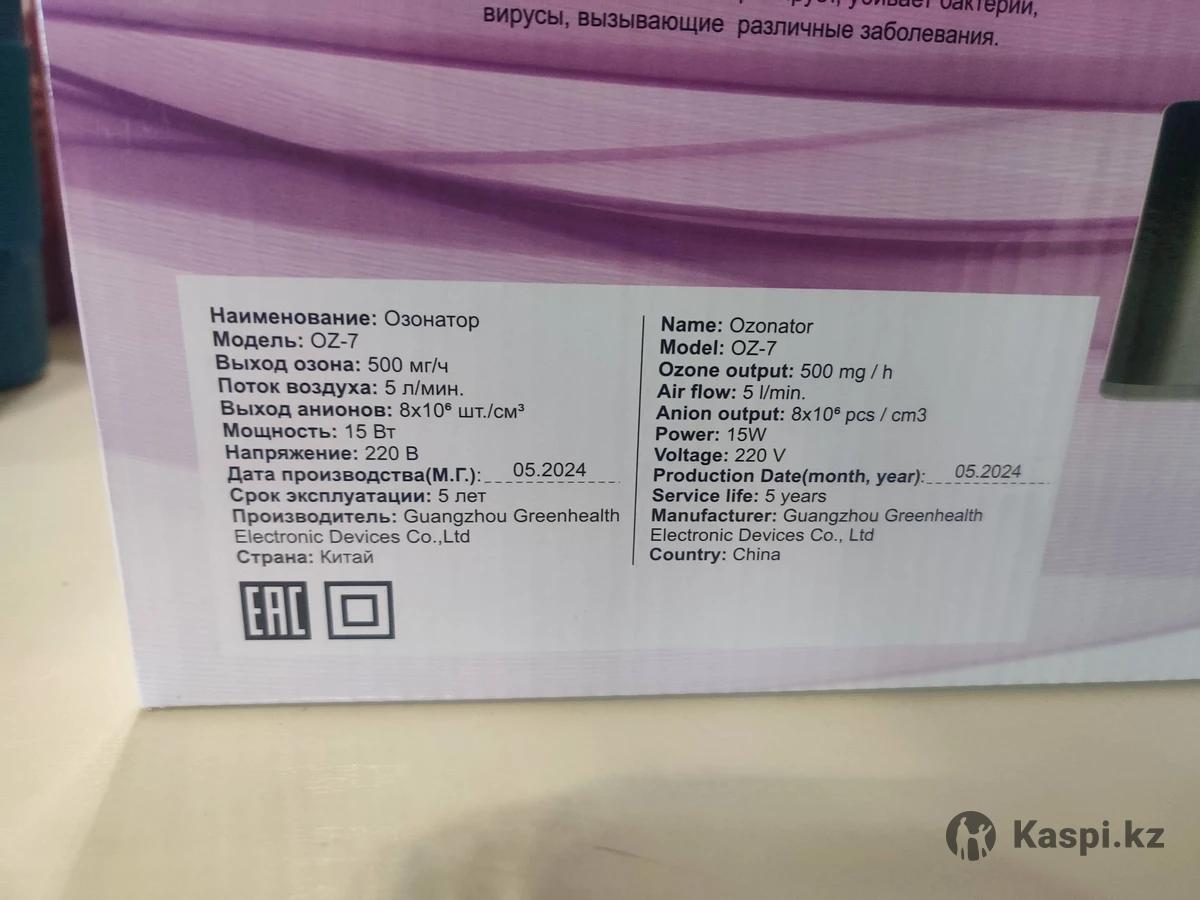 убивает бактерии,
вирусы, вызывающие различные заболевания.
Наименование: Озонатор
Модель: OZ-7
Выход озона: 500 мг/ч
Поток воздуха: 5 л/мин.
Выход анионов: 8x10⁶ шт./см³
Мощность: 15 Вт
Напряжение: 220 В
Дата производства(М.Г.): 05.2024
Срок эксплуатации: 5 лет
Производитель: Guangzhou Greenhealth
Electronic Devices Co.,Ltd
Страна: Китай
EAC
Name: Ozonator
Model: OZ-7
Ozone output: 500 mg / h
Air flow: 5 l/min.
Anion output: 8x10⁶ pcs / cm3
Power: 15W
Voltage: 220 V
Production Date(month, year): 05.2024
Service life: 5 years
Manufacturer: Guangzhou Greenhealth
Electronic Devices Co., Ltd
Country: China
Kaspi.kz